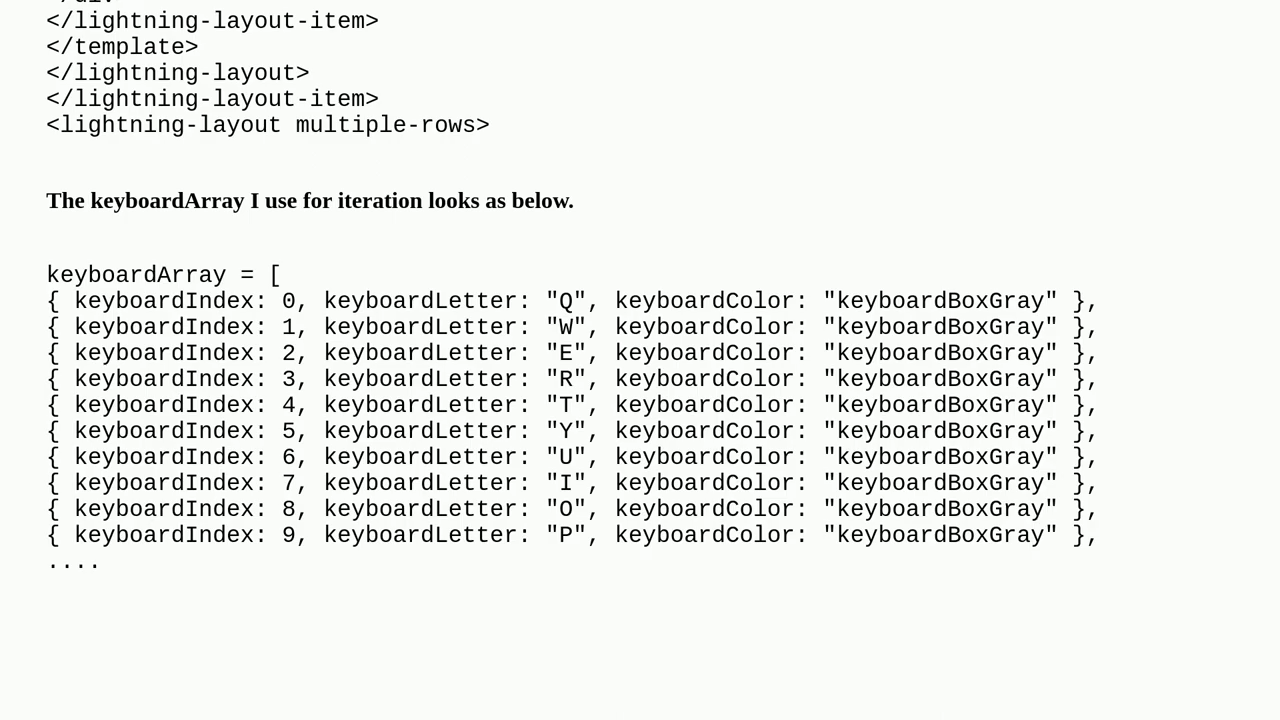 </lightning-layout-item>
</template>
</lightning-layout>
</lightning-layout-item>
<lightning-layout multiple-rows>
The keyboardArray I use for iteration looks as below.
keyboardArray = [
{ keyboardIndex: 0, keyboardLetter: "Q", keyboardColor: "keyboardBoxGray" },
{ keyboardIndex: 1, keyboardLetter: "W", keyboardColor: "keyboardBoxGray" },
{ keyboardIndex: 2, keyboardLetter: "E", keyboardColor: "keyboardBoxGray" },
{ keyboardIndex: 3, keyboardLetter: "R", keyboardColor: "keyboardBoxGray" },
{ keyboardIndex: 4, keyboardLetter: "T", keyboardColor: "keyboardBoxGray" },
{ keyboardIndex: 5, keyboardLetter: "Y", keyboardColor: "keyboardBoxGray" },
{ keyboardIndex: 6, keyboardLetter: "U", keyboardColor: "keyboardBoxGray" },
{ keyboardIndex: 7, keyboardLetter: "I", keyboardColor: "keyboardBoxGray" },
{ keyboardIndex: 8, keyboardLetter: "O", keyboardColor: "keyboardBoxGray" },
{ keyboardIndex: 9, keyboardLetter: "P", keyboardColor: "keyboardBoxGray" },
....